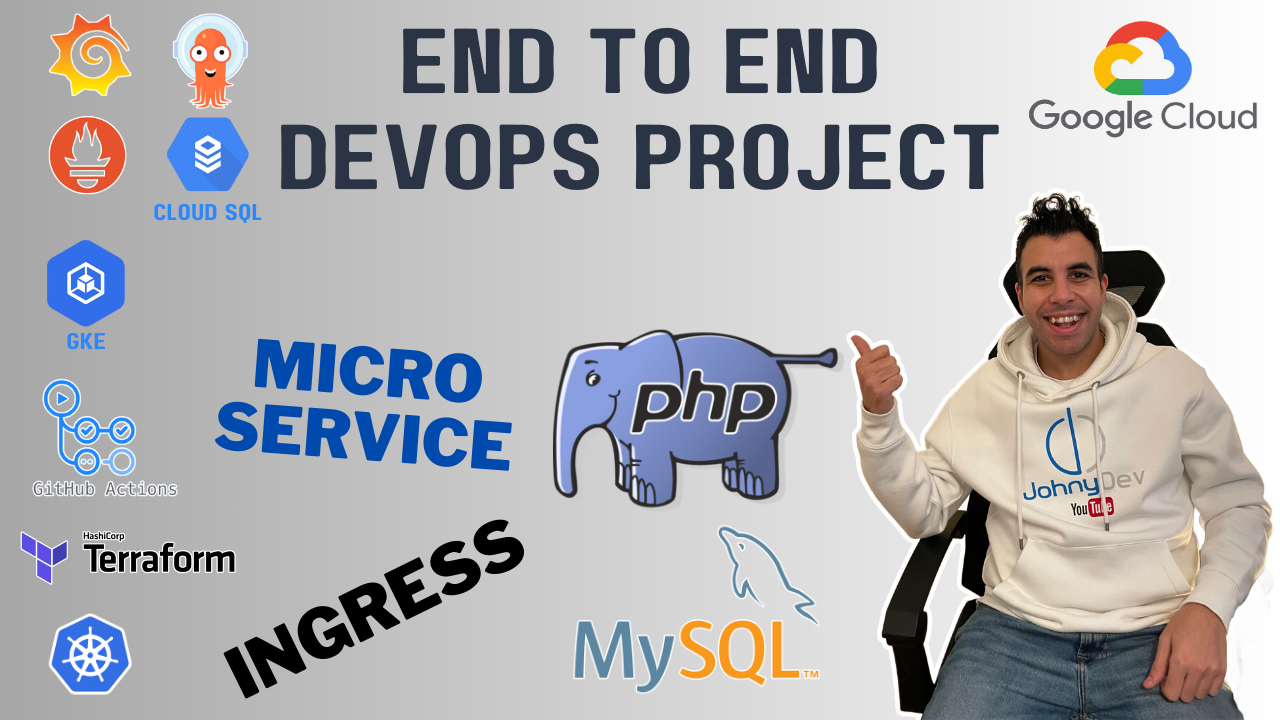 END TO END
DEVOPS PROJECT
Google Cloud
CLOUD SQL
GKE
MICRO
SERVICE
php
GitHub Actions
HashiCorp
Terraform
INGRESS
MySQL™
JohnyDev
YouTube